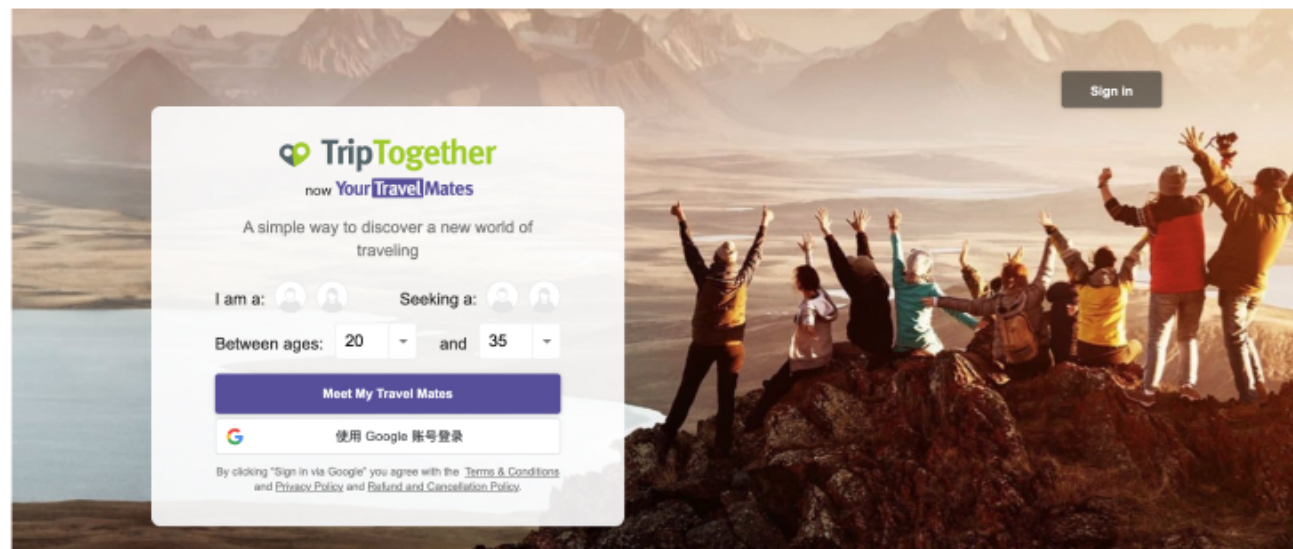 Sign in
TripTogether
now YourTravelMates
A simple way to discover a new world of
traveling
I am a: Seeking a:
Between ages: 20 and 35
Meet My Travel Mates
使用 Google 账号登录
By clicking "Sign in via Google" you agree with the Terms & Conditions
and Privacy Policy and Refund and Cancellation Policy.